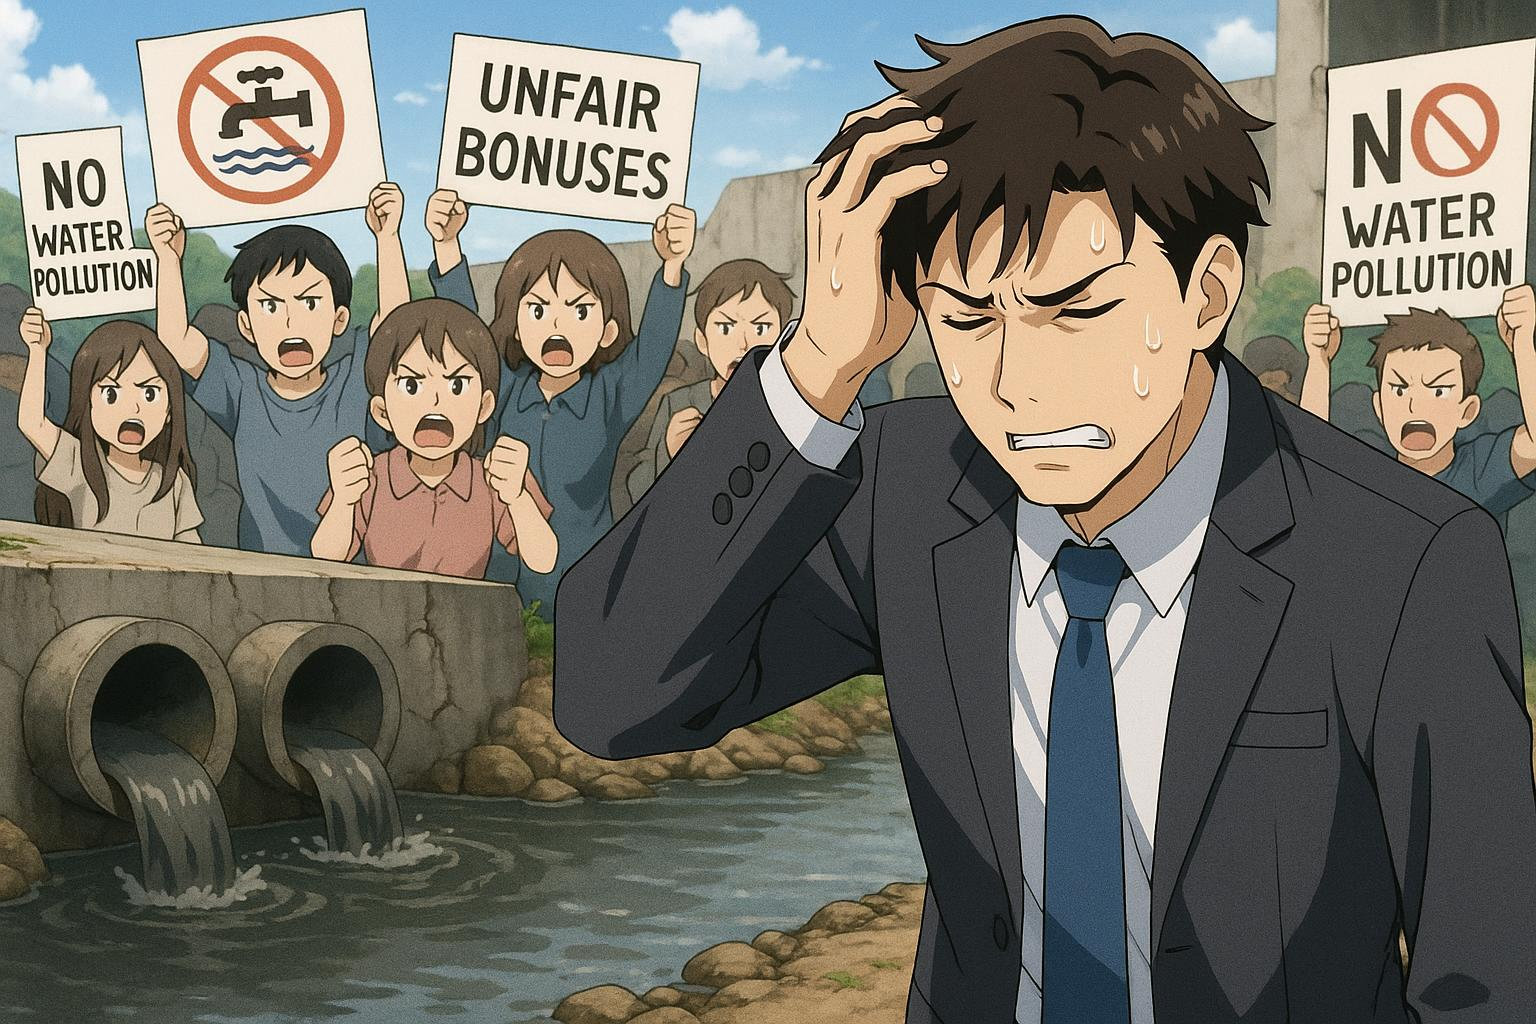 NO
WATER
POLLUTION
UNFAIR
BONUSES
NO
WATER
POLLUTION